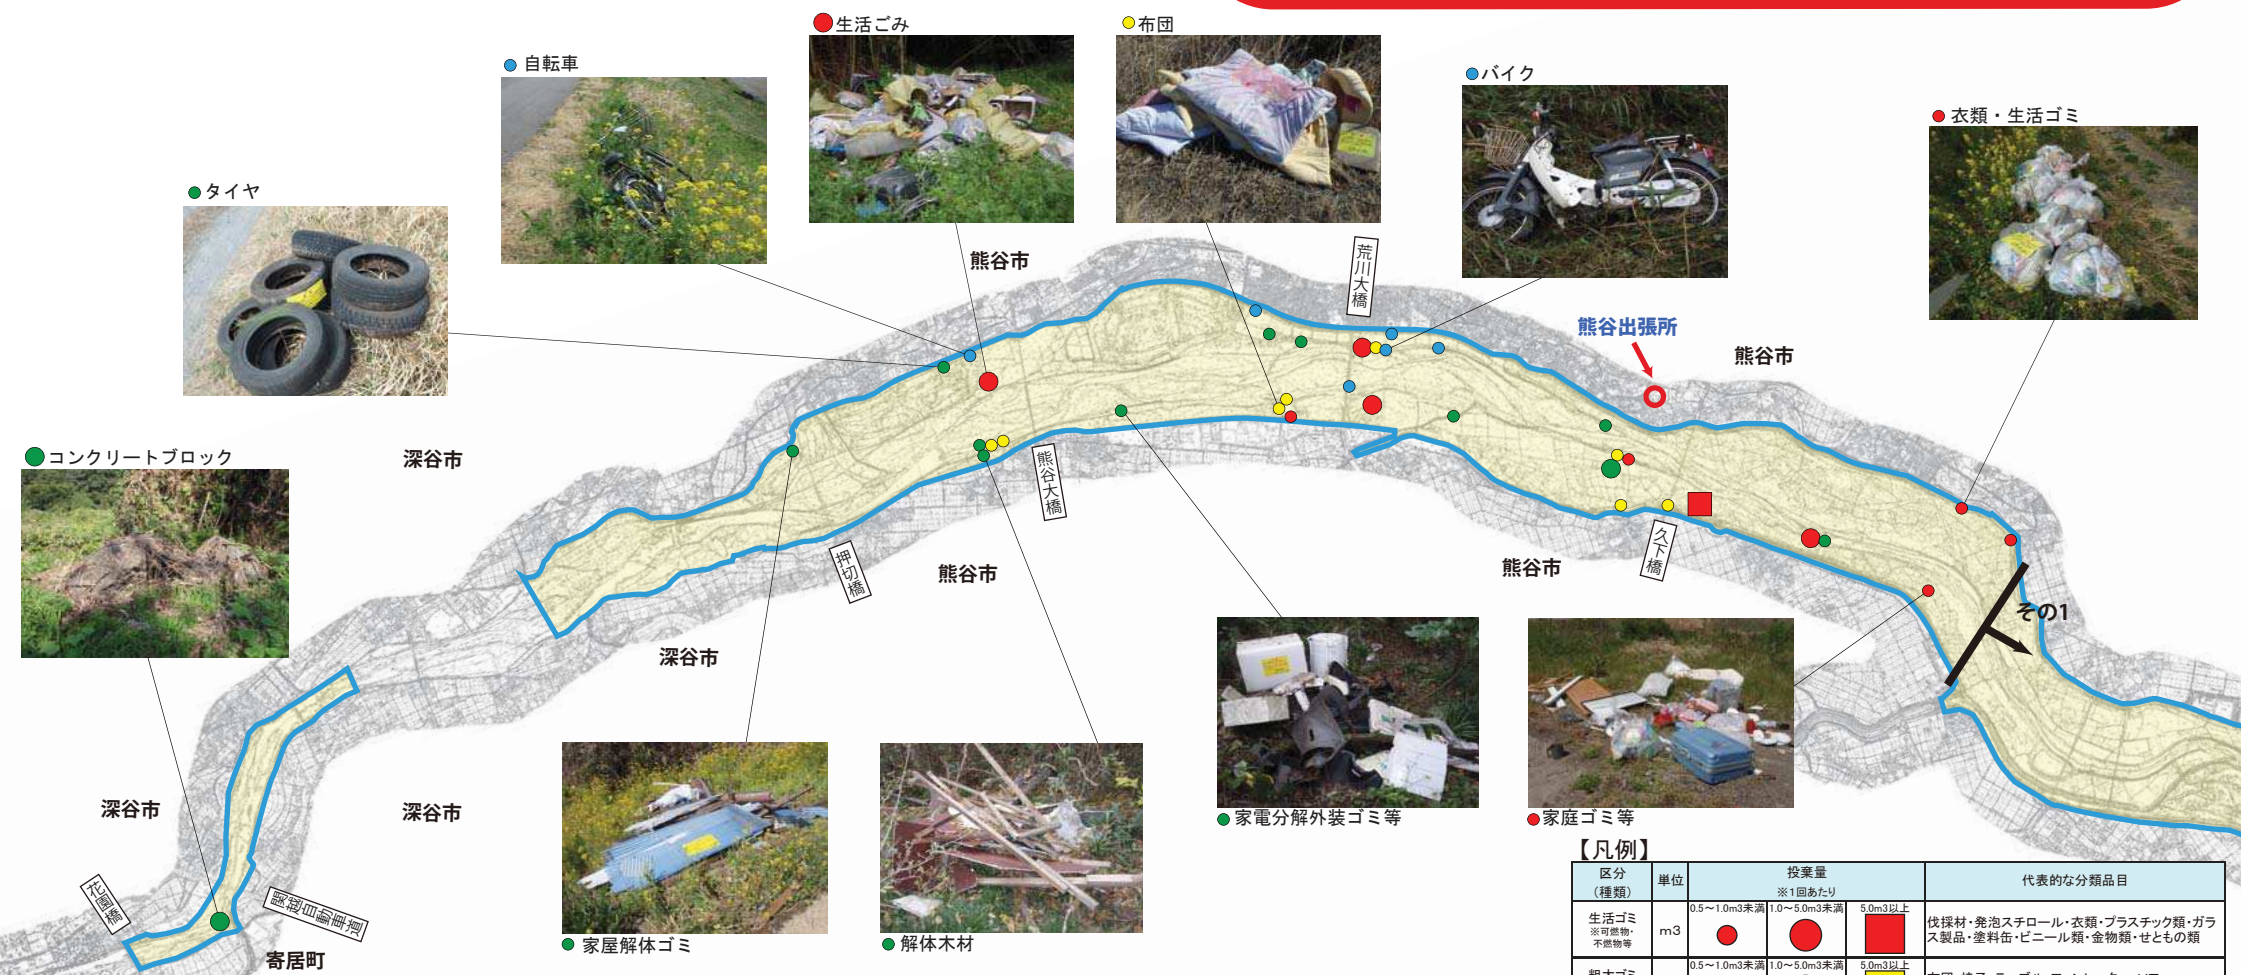 生活ごみ
布団
自転車
バイク
衣類・生活ゴミ
タイヤ
熊谷市
荒川大橋
熊谷出張所
熊谷市
コンクリートブロック
深谷市
熊谷大橋
押切橋
熊谷市
久下橋
熊谷市
その1
深谷市
深谷市
深谷市
花園橋
関越自動車道
寄居町
家屋解体ゴミ
解体木材
家電分解外装ゴミ等
家庭ゴミ等
【凡例】
区分
（種類）
単位
投棄量
※1回あたり
代表的な分類品目
生活ゴミ
※可燃物・
不燃物等
m3
0.5～1.0m3未満
1.0～5.0m3未満
5.0m3以上
伐採材・発泡スチロール・衣類・プラスチック類・ガラ
ス製品・塗料缶・ビニール類・金物類・せともの類
0.5～1.0m3未満
1.0～5.0m3未満
5.0m3以上